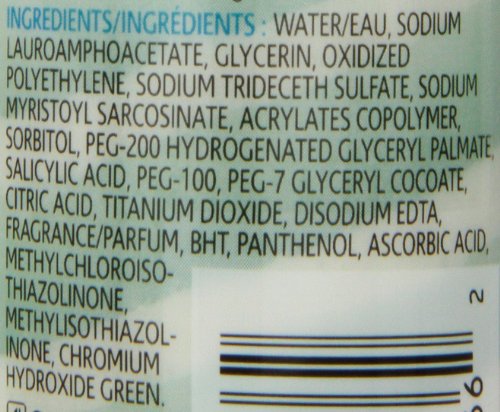 INGREDIENTS/INGRÉDIENTS : WATER/EAU, SODIUM
LAUROAMPHOACETATE, GLYCERIN, OXIDIZED
POLYETHYLENE, SODIUM TRIDECETH SULFATE, SODIUM
MYRISTOYL SARCOSINATE, ACRYLATES COPOLYMER,
SORBITOL, PEG-200 HYDROGENATED GLYCERYL PALMATE,
SALICYLIC ACID, PEG-100, PEG-7 GLYCERYL COCOATE,
CITRIC ACID, TITANIUM DIOXIDE, DISODIUM EDTA,
FRAGRANCE/PARFUM, BHT, PANTHENOL, ASCORBIC ACID,
METHYLCHLOROISO-
THIAZOLINONE,
METHYLISOTHIAZOL-
INONE, CHROMIUM
HYDROXIDE GREEN.
2